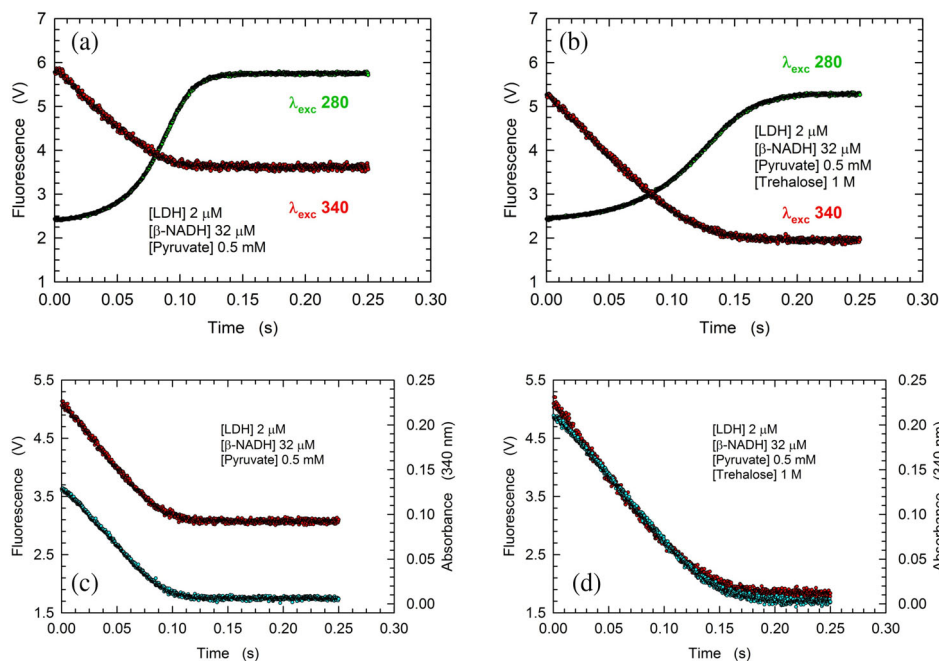 (a)
λexc 280
λexc 340
[LDH] 2 μM
[β-NADH] 32 μM
[Pyruvate] 0.5 mM
Fluorescence (V)
7
6
5
4
3
2
1
0.00 0.05 0.10 0.15 0.20 0.25 0.30
Time (s)
(b)
λexc 280
[LDH] 2 μM
[β-NADH] 32 μM
[Pyruvate] 0.5 mM
[Trehalose] 1 M
λexc 340
Fluorescence (V)
7
6
5
4
3
2
1
0.00 0.05 0.10 0.15 0.20 0.25 0.30
Time (s)
[LDH] 2 μM
[β-NADH] 32 μM
[Pyruvate] 0.5 mM
(c)
Fluorescence (V)
5.5
4.5
3.5
2.5
1.5
0.25
0.20
0.15
0.10
0.05
0.00
Absorbance (340 nm)
0.00 0.05 0.10 0.15 0.20 0.25 0.30
Time (s)
[LDH] 2 μM
[β-NADH] 32 μM
[Pyruvate] 0.5 mM
[Trehalose] 1 M
(d)
Fluorescence (V)
5.5
4.5
3.5
2.5
1.5
0.25
0.20
0.15
0.10
0.05
0.00
Absorbance (340 nm)
0.00 0.05 0.10 0.15 0.20 0.25 0.30
Time (s)